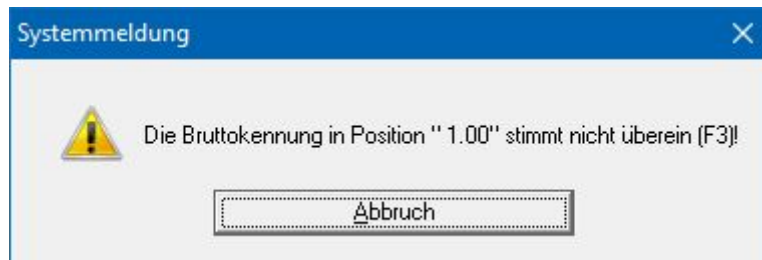 Systemmeldung
Die Bruttokennung in Position " 1.00" stimmt nicht überein (F3)!
Abbruch